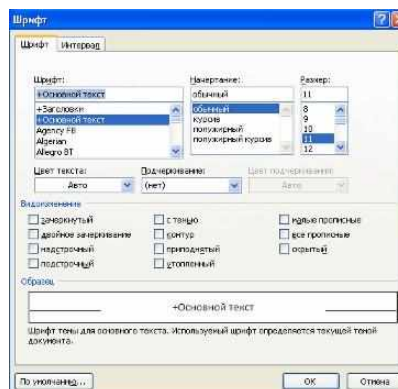 Шрифт
Шрифт Интервал
Шрифт: Начертание: Размер:
+Основной текст обычный 11
+Заголовки обычный 8
+Основной текст курсив 9
Agency FB полужирный 10
Algerian полужирный курсив 11
Allegro BT 12
Цвет текста: Подчеркивание: Цвет подчеркивания:
Авто (нет) Авто
Видоизменение
зачеркнутый с тенью малые прописные
двойное зачеркивание контур все прописные
надстрочный приподнятый скрытый
подстрочный утопленный
Образец
+Основной текст
Шрифт темы для основного текста. Используемый шрифт определяется текущей темой
документа.
По умолчанию... ОК Отмена